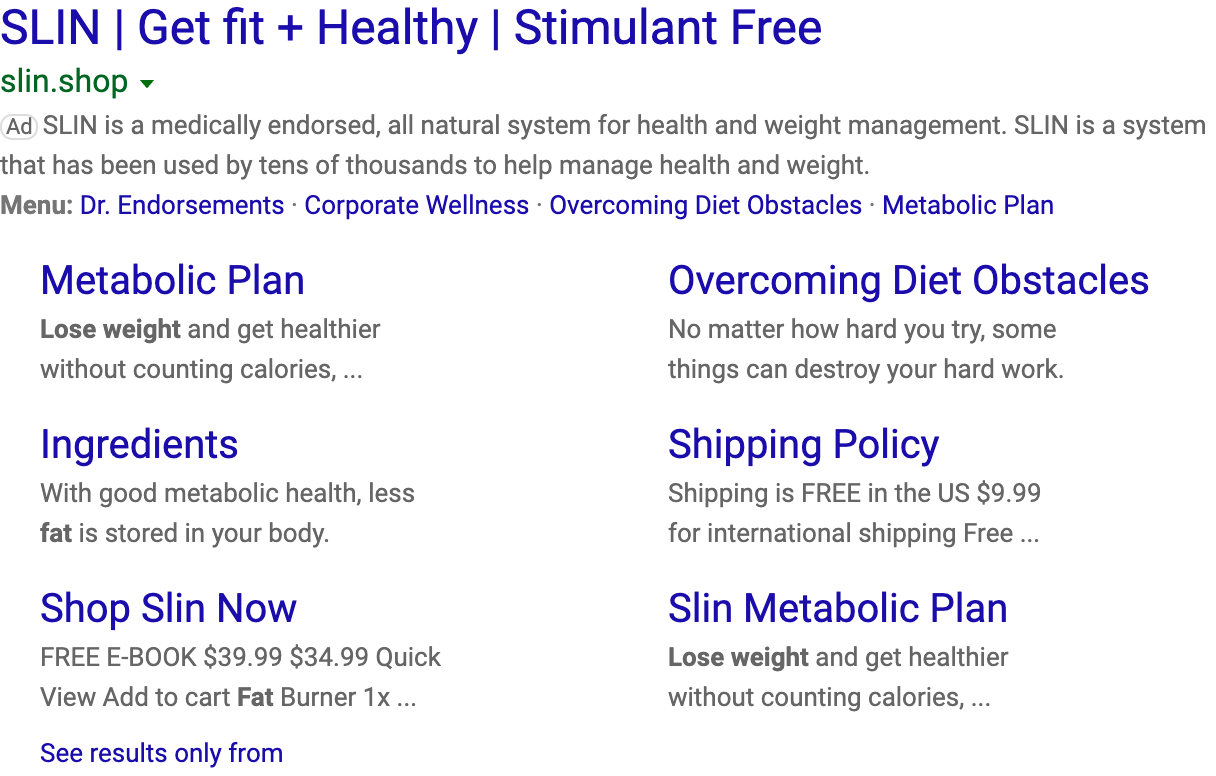 SLIN | Get fit + Healthy | Stimulant Free
slin.shop
Ad SLIN is a medically endorsed, all natural system for health and weight management. SLIN is a system
that has been used by tens of thousands to help manage health and weight.
Menu: Dr. Endorsements · Corporate Wellness · Overcoming Diet Obstacles · Metabolic Plan
Metabolic Plan
Lose weight and get healthier
without counting calories, ...
Overcoming Diet Obstacles
No matter how hard you try, some
things can destroy your hard work.
Ingredients
With good metabolic health, less
fat is stored in your body.
Shipping Policy
Shipping is FREE in the US $9.99
for international shipping Free ...
Shop Slin Now
FREE E-BOOK $39.99 $34.99 Quick
View Add to cart Fat Burner 1x ...
Slin Metabolic Plan
Lose weight and get healthier
without counting calories, ...
See results only from